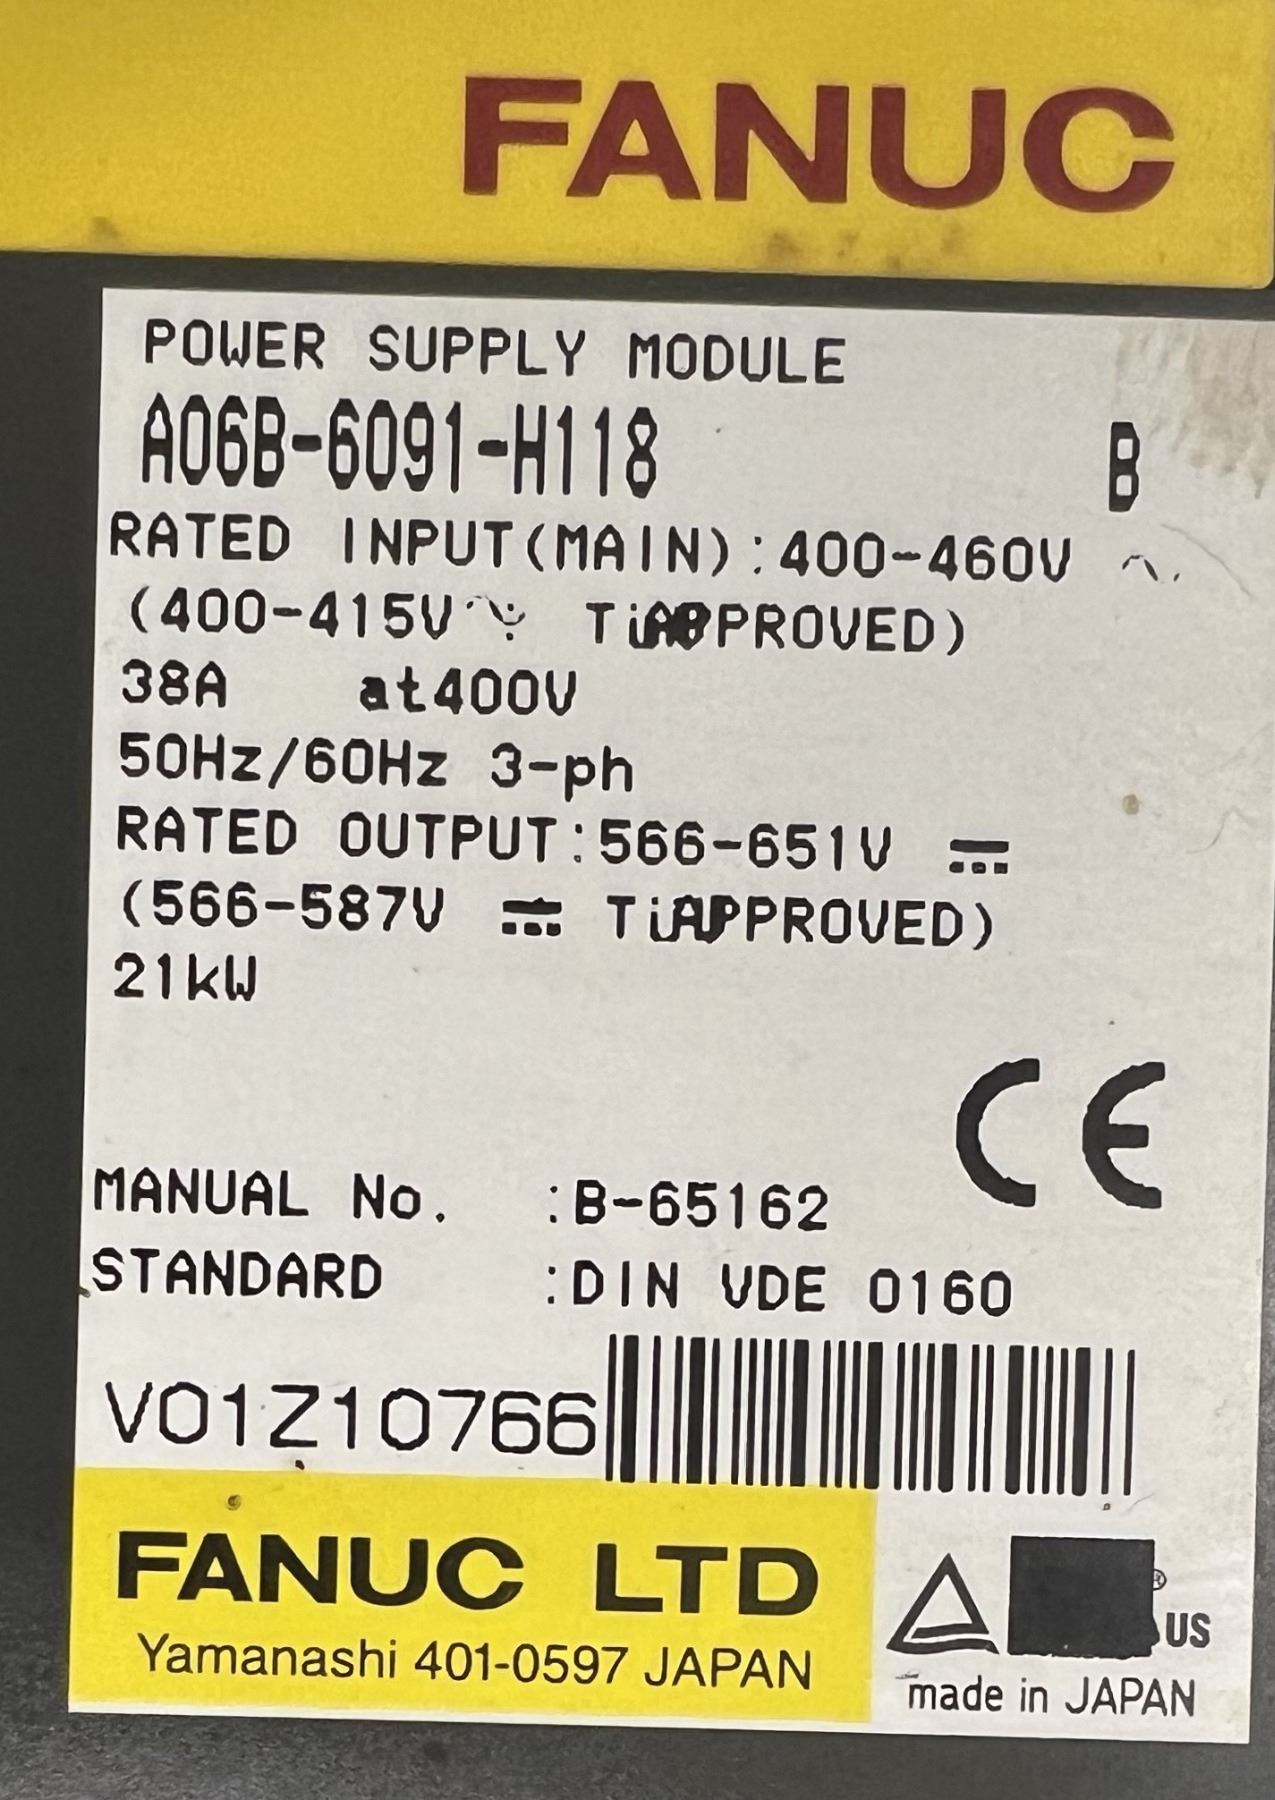 FANUC
POWER SUPPLY MODULE
A06B-6091-H118 B
RATED INPUT(MAIN):400-460V ~
(400-415V APPROVED)
38A at400V
50Hz/60Hz 3-ph
RATED OUTPUT:566-651V ⎓
(566-587V ⎓ APPROVED)
21kW
CE
MANUAL No. :B-65162
STANDARD :DIN VDE 0160
V01Z10766
FANUC LTD
Yamanashi 401-0597 JAPAN
® US
made in JAPAN